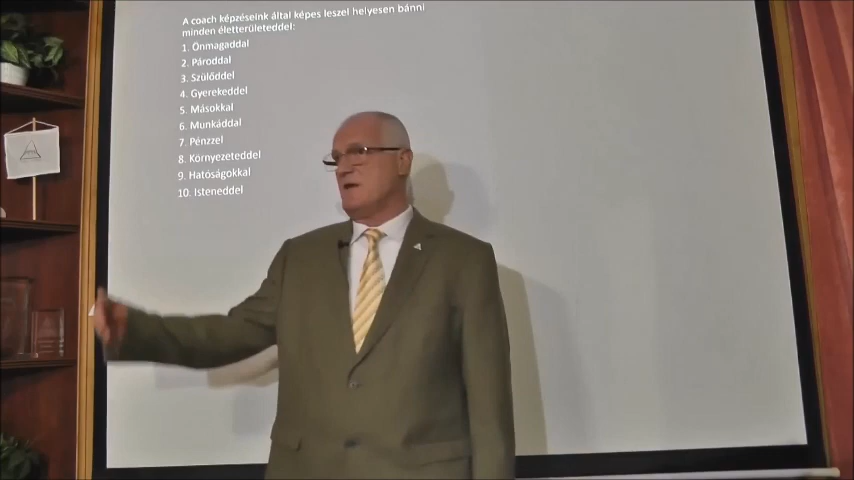 A coach képzéseink által képes leszel helyesen bánni
minden életterületeddel:
1. Önmagaddal
2. Pároddal
3. Szülőddel
4. Gyerekeddel
5. Másokkal
6. Munkáddal
7. Pénzzel
8. Környezeteddel
9. Hatóságokkal
10. Isteneddel